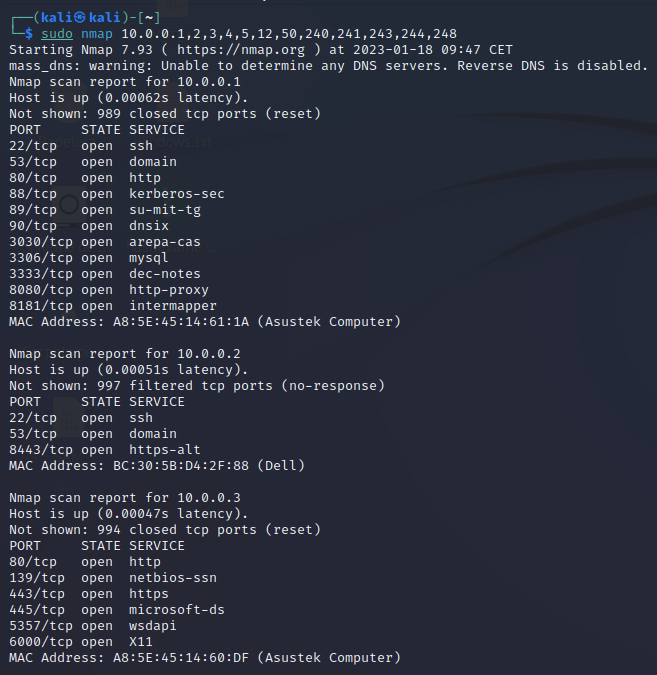 ┌──(kali㉿kali)-[~]
└─$ sudo nmap 10.0.0.1,2,3,4,5,12,50,240,241,243,244,248
Starting Nmap 7.93 ( https://nmap.org ) at 2023-01-18 09:47 CET
mass_dns: warning: Unable to determine any DNS servers. Reverse DNS is disabled.
Nmap scan report for 10.0.0.1
Host is up (0.00062s latency).
Not shown: 989 closed tcp ports (reset)
PORT     STATE SERVICE
22/tcp   open  ssh
53/tcp   open  domain
80/tcp   open  http
88/tcp   open  kerberos-sec
89/tcp   open  su-mit-tg
90/tcp   open  dnsix
3030/tcp open  arepa-cas
3306/tcp open  mysql
3333/tcp open  dec-notes
8080/tcp open  http-proxy
8181/tcp open  intermapper
MAC Address: A8:5E:45:14:61:1A (Asustek Computer)

Nmap scan report for 10.0.0.2
Host is up (0.00051s latency).
Not shown: 997 filtered tcp ports (no-response)
PORT     STATE SERVICE
22/tcp   open  ssh
53/tcp   open  domain
8443/tcp open  https-alt
MAC Address: BC:30:5B:D4:2F:88 (Dell)

Nmap scan report for 10.0.0.3
Host is up (0.00047s latency).
Not shown: 994 closed tcp ports (reset)
PORT     STATE SERVICE
80/tcp   open  http
139/tcp  open  netbios-ssn
443/tcp  open  https
445/tcp  open  microsoft-ds
5357/tcp open  wsdapi
6000/tcp open  X11
MAC Address: A8:5E:45:14:60:DF (Asustek Computer)